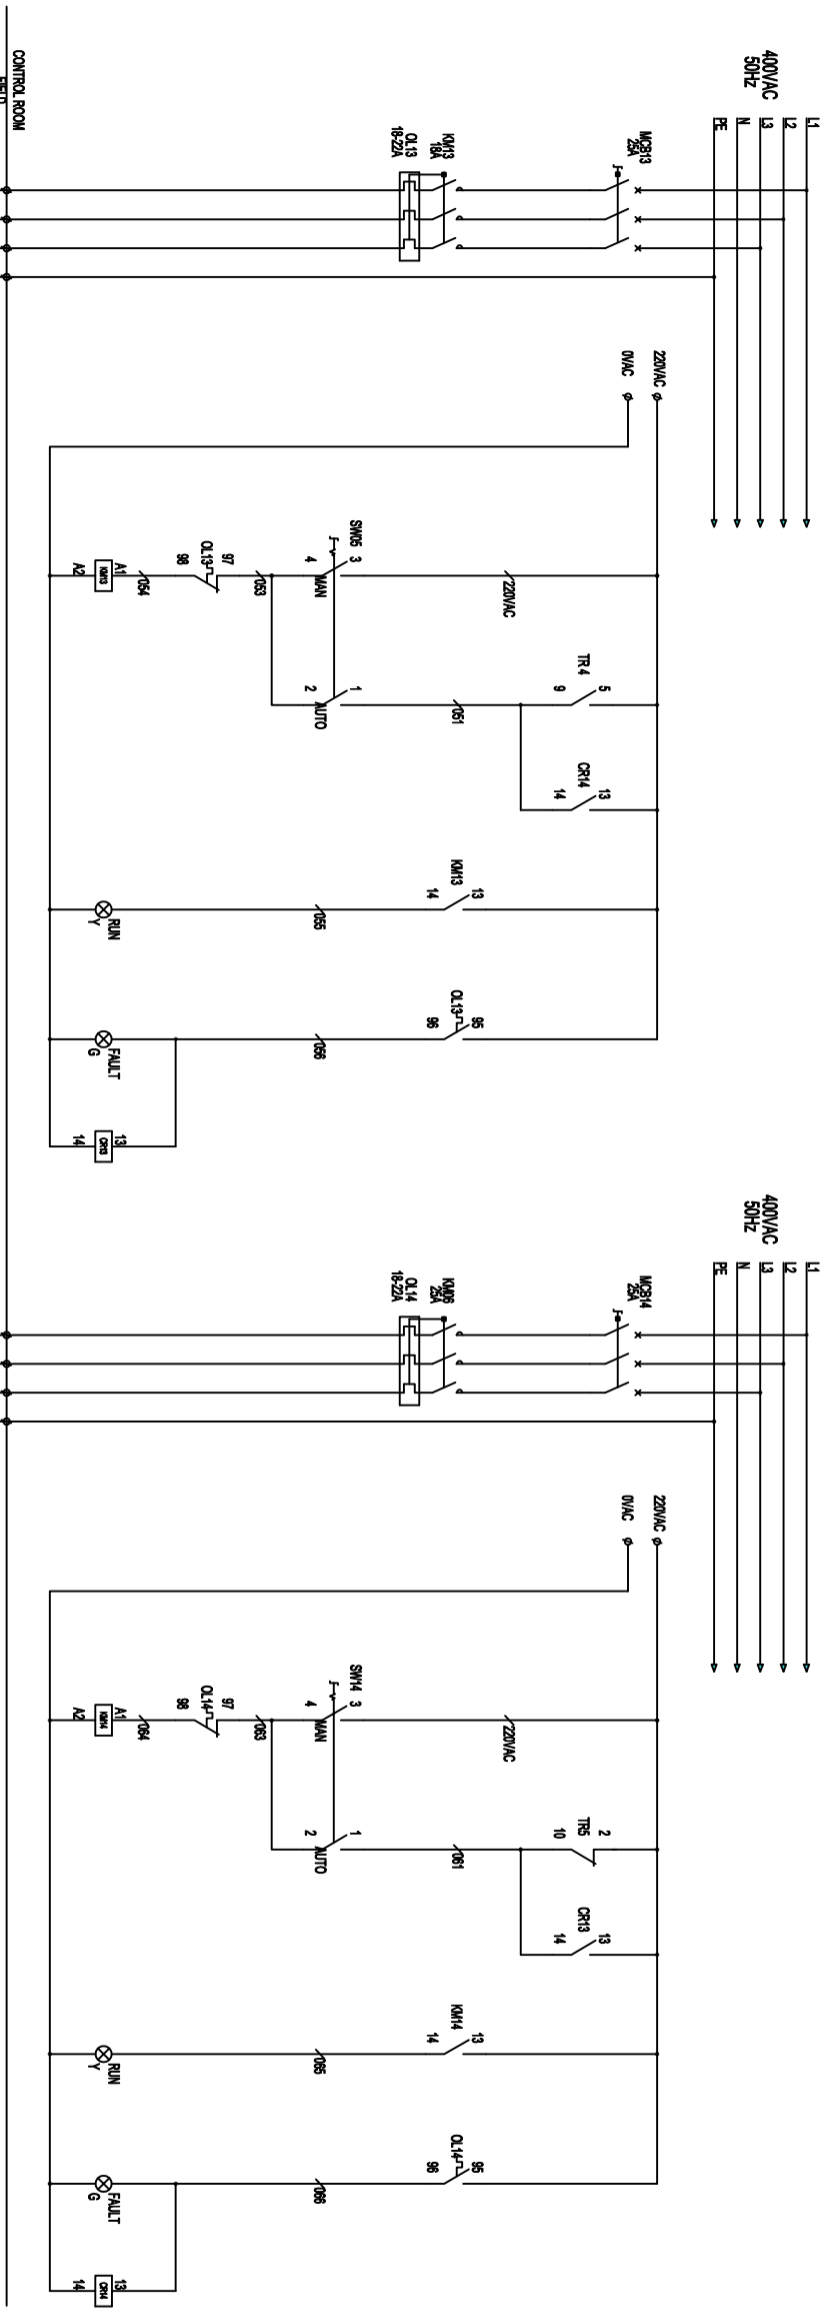 400VAC
50Hz
L1
L2
L3
N
PE
MCB13
25A
KM13
18A
OL13
18-22A
CONTROL ROOM
FIELD
220VAC
0VAC
220VAC
SW05
3
4
MAN
053
97
OL13
98
054
A1
KM13
A2
TR4
5
9
051
1
2
AUTO
CR14
13
14
KM13
13
14
055
RUN
Y
OL13
95
96
056
FAULT
G
13
CR13
14
400VAC
50Hz
L1
L2
L3
N
PE
MCB14
25A
KM06
25A
OL14
18-22A
220VAC
0VAC
220VAC
SW14
3
4
MAN
063
97
OL14
98
064
A1
KM14
A2
TR5
2
10
061
1
2
AUTO
CR13
13
14
KM14
13
14
065
RUN
Y
OL14
95
96
066
FAULT
G
13
CR14
14